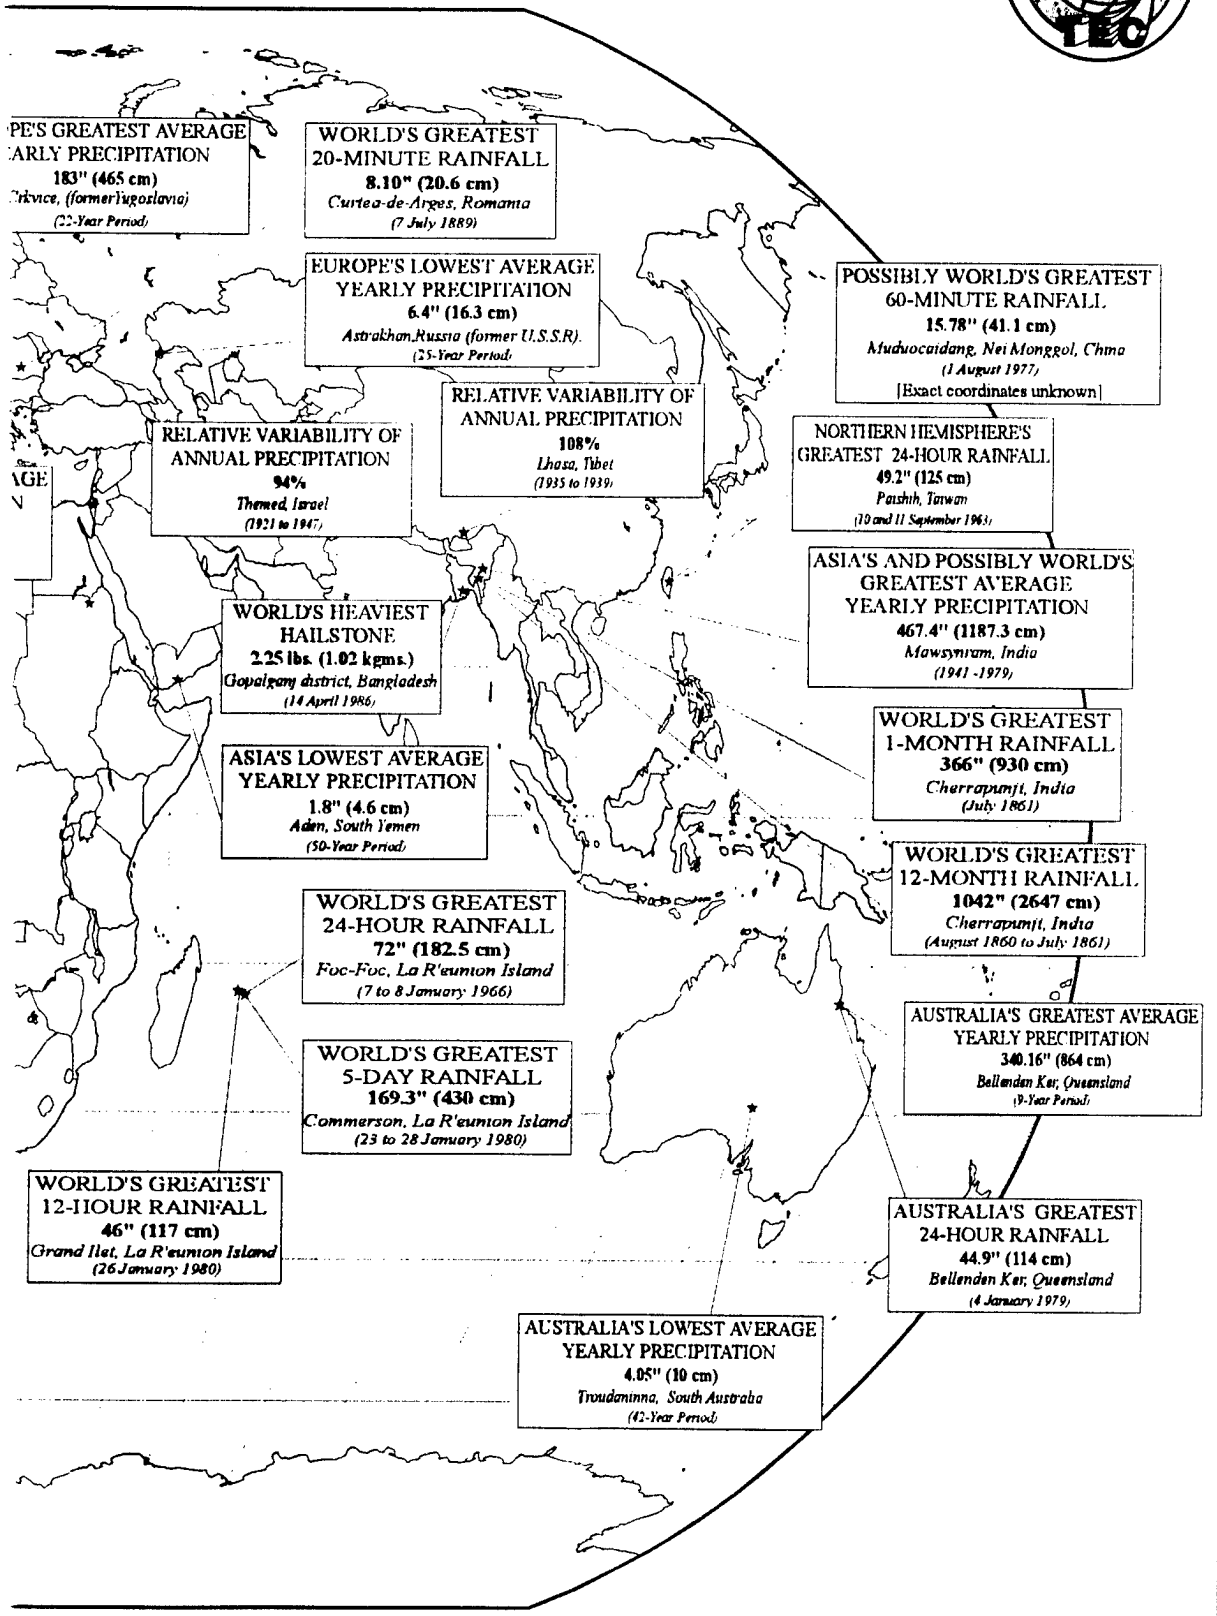 TEC
PE'S GREATEST AVERAGE
EARLY PRECIPITATION
183" (465 cm)
Crkvice, (former Yugoslavia)
(22-Year Period)
WORLD'S GREATEST
20-MINUTE RAINFALL
8.10" (20.6 cm)
Curtea-de-Arges, Romania
(7 July 1889)
EUROPE'S LOWEST AVERAGE
YEARLY PRECIPITATION
6.4" (16.3 cm)
Astrakhan,Russia (former U.S.S.R).
(25-Year Period)
POSSIBLY WORLD'S GREATEST
60-MINUTE RAINFALL
15.78" (41.1 cm)
Muduocaidang, Nei Monggol, China
(1 August 1977)
[Exact coordinates unknown]
RELATIVE VARIABILITY OF
ANNUAL PRECIPITATION
108%
Lhasa, Tibet
(1935 to 1939)
RELATIVE VARIABILITY OF
ANNUAL PRECIPITATION
94%
Themed, Israel
(1921 to 1947)
AGE
NORTHERN HEMISPHERE'S
GREATEST 24-HOUR RAINFALL
49.2" (125 cm)
Paishih, Taiwan
(10 and 11 September 1963)
ASIA'S AND POSSIBLY WORLD'S
GREATEST AVERAGE
YEARLY PRECIPITATION
467.4" (1187.3 cm)
Mawsynram, India
(1941 -1979)
WORLD'S HEAVIEST
HAILSTONE
2.25 lbs. (1.02 kgms.)
Gopalganj district, Bangladesh
(14 April 1986)
WORLD'S GREATEST
1-MONTH RAINFALL
366" (930 cm)
Cherrapunji, India
(July 1861)
ASIA'S LOWEST AVERAGE
YEARLY PRECIPITATION
1.8" (4.6 cm)
Aden, South Yemen
(50-Year Period)
WORLD'S GREATEST
12-MONTH RAINFALL
1042" (2647 cm)
Cherrapunji, India
(August 1860 to July 1861)
WORLD'S GREATEST
24-HOUR RAINFALL
72" (182.5 cm)
Foc-Foc, La R'eunion Island
(7 to 8 January 1966)
AUSTRALIA'S GREATEST AVERAGE
YEARLY PRECIPITATION
340.16" (864 cm)
Bellenden Ker, Queensland
(9-Year Period)
WORLD'S GREATEST
5-DAY RAINFALL
169.3" (430 cm)
Commerson, La R'eunion Island
(23 to 28 January 1980)
WORLD'S GREATEST
12-HOUR RAINFALL
46" (117 cm)
Grand Ilet, La R'eunion Island
(26 January 1980)
AUSTRALIA'S GREATEST
24-HOUR RAINFALL
44.9" (114 cm)
Bellenden Ker, Queensland
(4 January 1979)
AUSTRALIA'S LOWEST AVERAGE
YEARLY PRECIPITATION
4.05" (10 cm)
Troudaninna, South Australia
(42-Year Period)